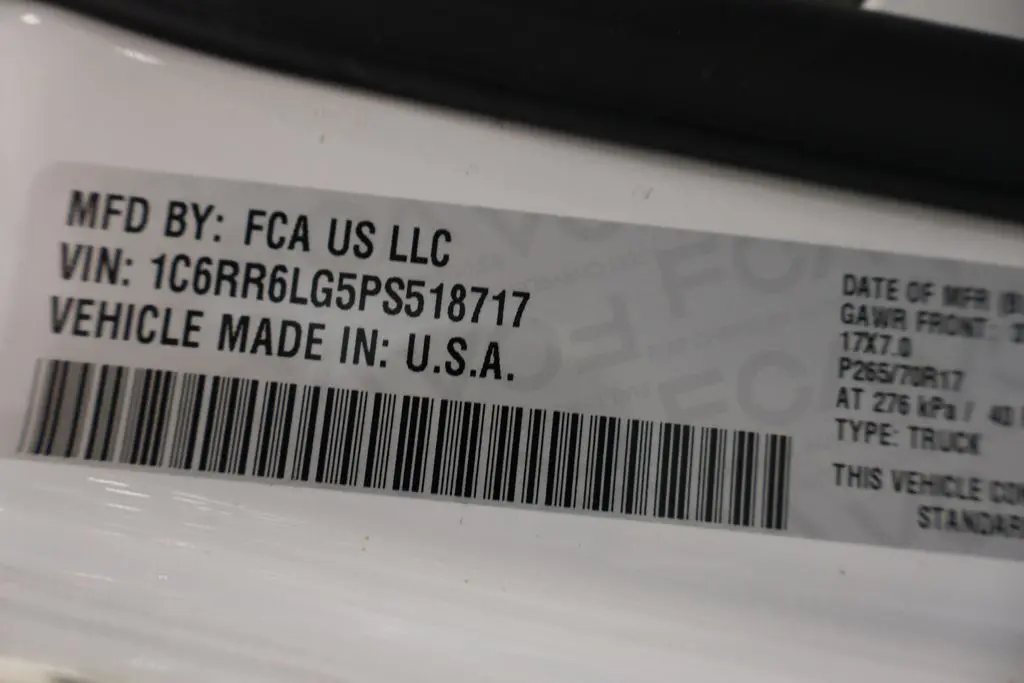 MFD BY: FCA US LLC
VIN: 1C6RR6LG5PS518717
VEHICLE MADE IN: U.S.A.
DATE OF MFR
GAWR FRONT:
17X7.0
P265/70R17
AT 276 kPa / 40
TYPE: TRUCK
THIS VEHICLE